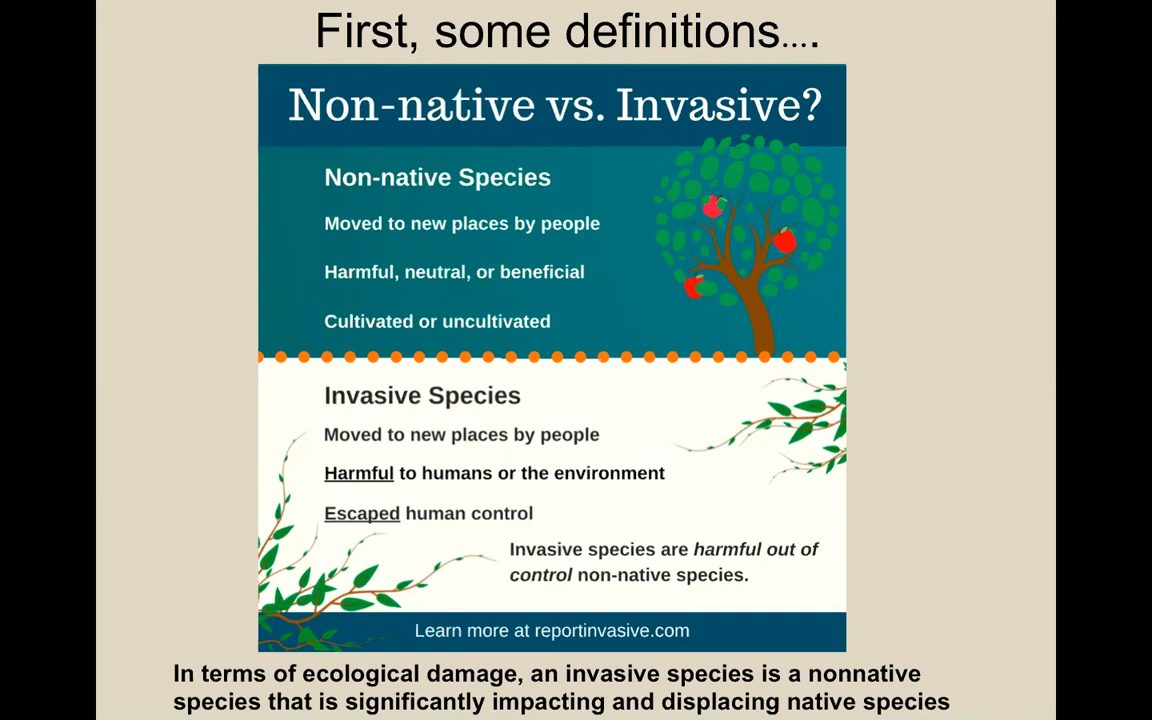 First, some definitions....
Non-native vs. Invasive?
Non-native Species
Moved to new places by people
Harmful, neutral, or beneficial
Cultivated or uncultivated
Invasive Species
Moved to new places by people
Harmful to humans or the environment
Escaped human control
Invasive species are harmful out of
control non-native species.
Learn more at reportinvasive.com
In terms of ecological damage, an invasive species is a nonnative
species that is significantly impacting and displacing native species